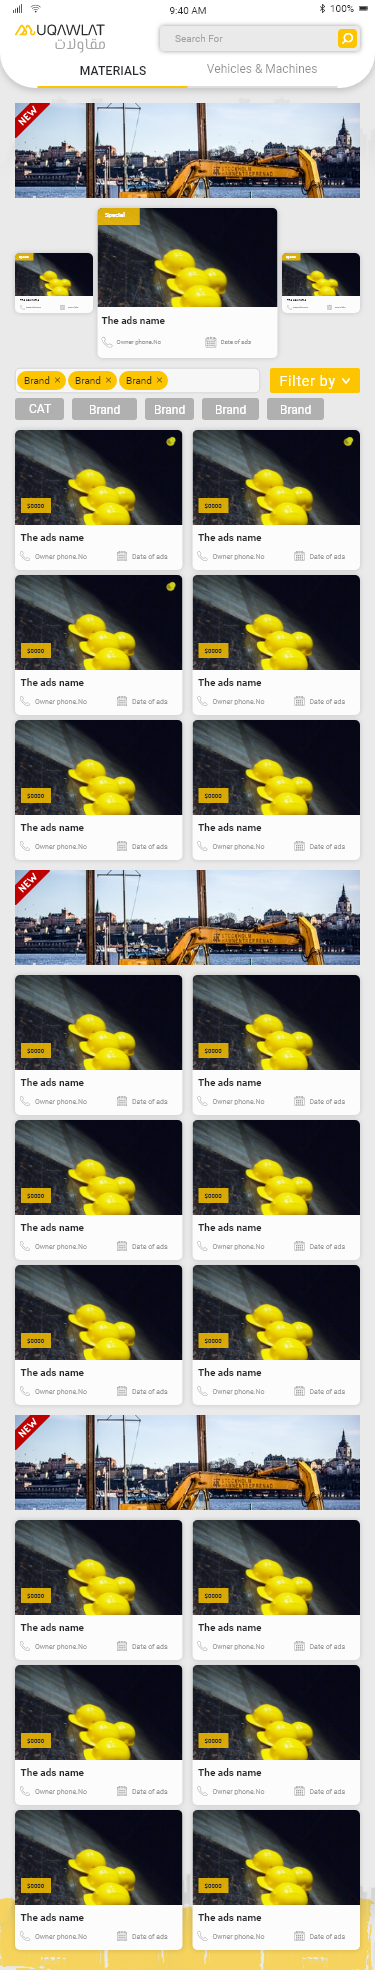 9:40 AM
100%
MUQAWLAT
مقاولات
Search For
MATERIALS
Vehicles & Machines
NEW
Special
The ads name
Owner phone.No
Date of ads
Brand ×
Brand ×
Brand ×
Filter by
CAT
Brand
Brand
Brand
Brand
$0000
$0000
The ads name
The ads name
Owner phone.No
Date of ads
Owner phone.No
Date of ads
$0000
$0000
The ads name
The ads name
Owner phone.No
Date of ads
Owner phone.No
Date of ads
$0000
$0000
The ads name
The ads name
Owner phone.No
Date of ads
Owner phone.No
Date of ads
NEW
STOCKHOLM
HAMNENTREPRENAD
$0000
$0000
The ads name
The ads name
Owner phone.No
Date of ads
Owner phone.No
Date of ads
$0000
$0000
The ads name
The ads name
Owner phone.No
Date of ads
Owner phone.No
Date of ads
$0000
$0000
The ads name
The ads name
Owner phone.No
Date of ads
Owner phone.No
Date of ads
NEW
STOCKHOLM
HAMNENTREPRENAD
$0000
$0000
The ads name
The ads name
Owner phone.No
Date of ads
Owner phone.No
Date of ads
$0000
$0000
The ads name
The ads name
Owner phone.No
Date of ads
Owner phone.No
Date of ads
$0000
$0000
The ads name
The ads name
Owner phone.No
Date of ads
Owner phone.No
Date of ads